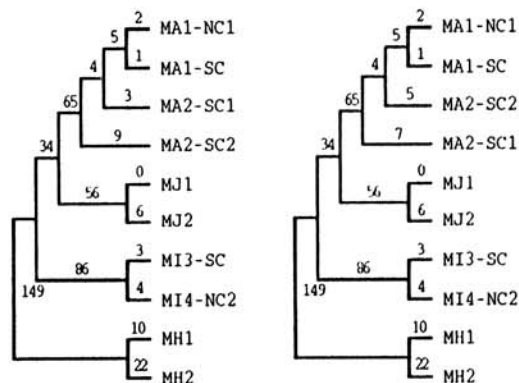 2
MA1-NC1
5
1
MA1-SC
4
3
MA2-SC1
65
9
MA2-SC2
34
0
MJ1
56
6
MJ2
3
MI3-SC
86
4
MI4-NC2
149
10
MH1
22
MH2
2
MA1-NC1
5
1
MA1-SC
4
5
MA2-SC2
65
7
MA2-SC1
34
0
MJ1
56
6
MJ2
3
MI3-SC
86
4
MI4-NC2
149
10
MH1
22
MH2